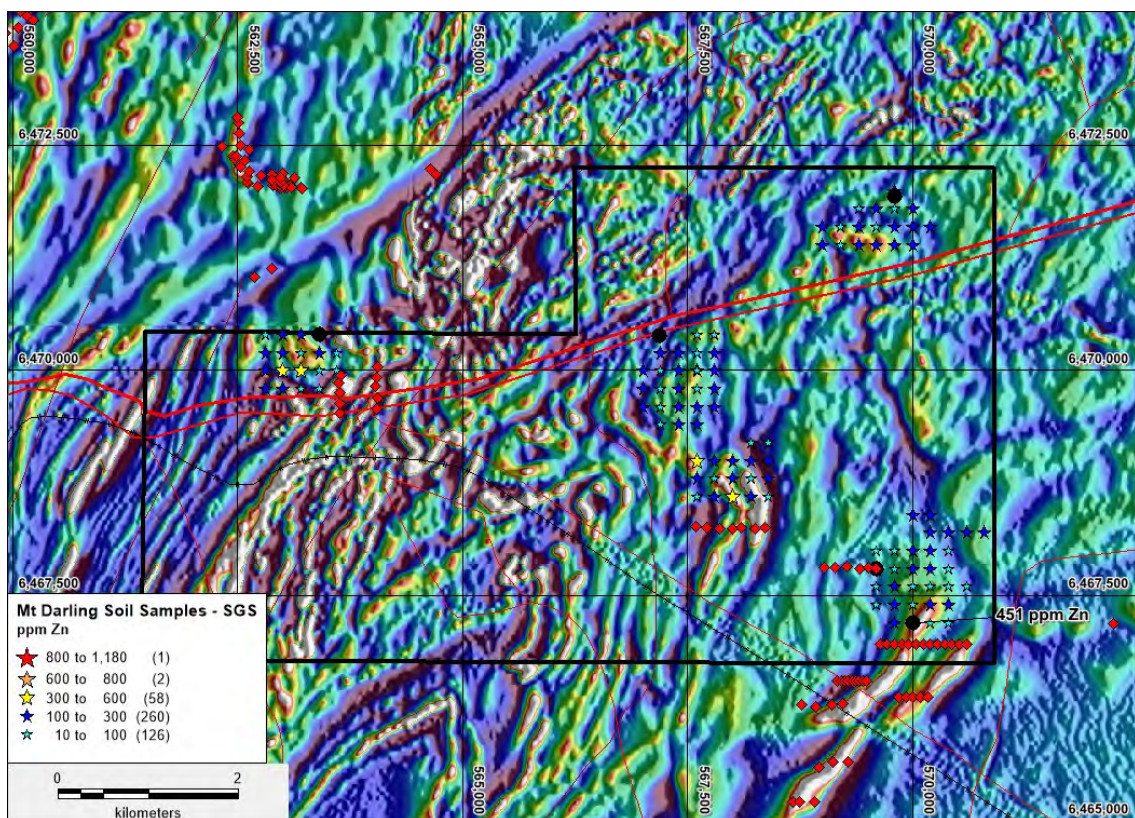 560,000
562,500
565,000
567,500
570,000
6,472,500
6,472,500
6,470,000
6,470,000
6,467,500
6,467,500
451 ppm Zn
Mt Darling Soil Samples - SGS
ppm Zn
800 to 1,180 (1)
600 to 800 (2)
300 to 600 (58)
100 to 300 (260)
10 to 100 (126)
0 2
kilometers
565,000
567,500
570,000
6,465,000